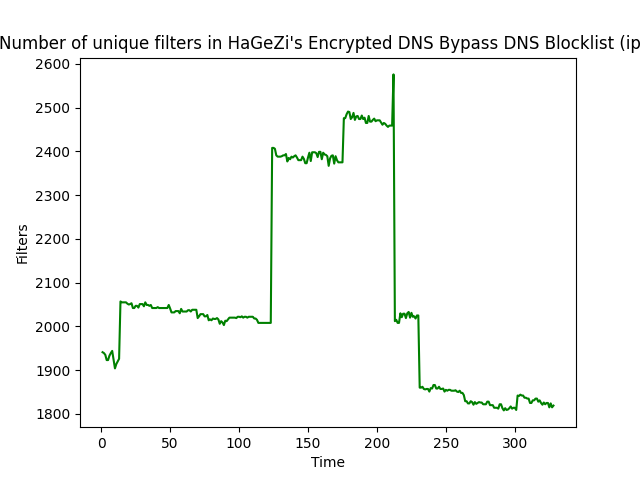 Number of unique filters in HaGeZi's Encrypted DNS Bypass DNS Blocklist (ip
2600
2500
2400
2300
2200
2100
2000
1900
1800
Filters
0 50 100 150 200 250 300
Time